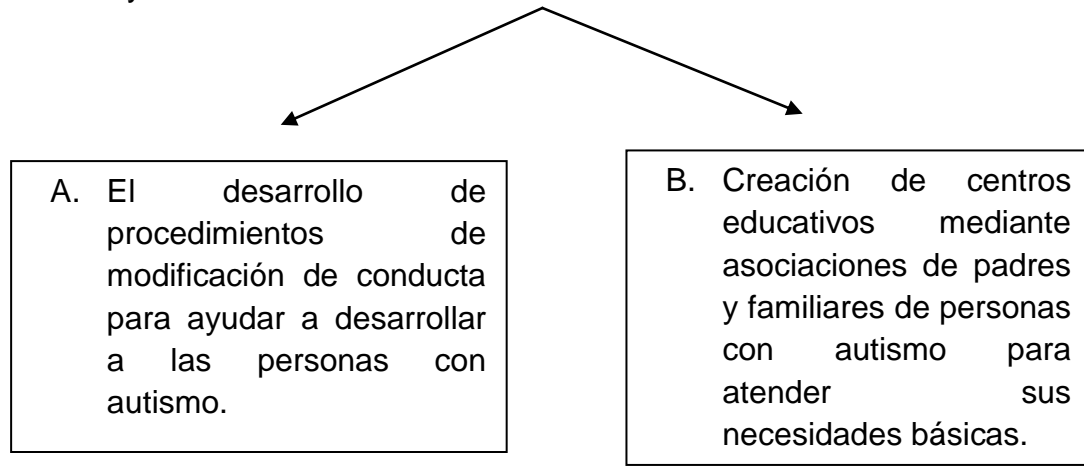 A. El desarrollo de
procedimientos de
modificación de conducta
para ayudar a desarrollar
a las personas con
autismo.
B. Creación de centros
educativos mediante
asociaciones de padres
y familiares de personas
con autismo para
atender sus
necesidades básicas.